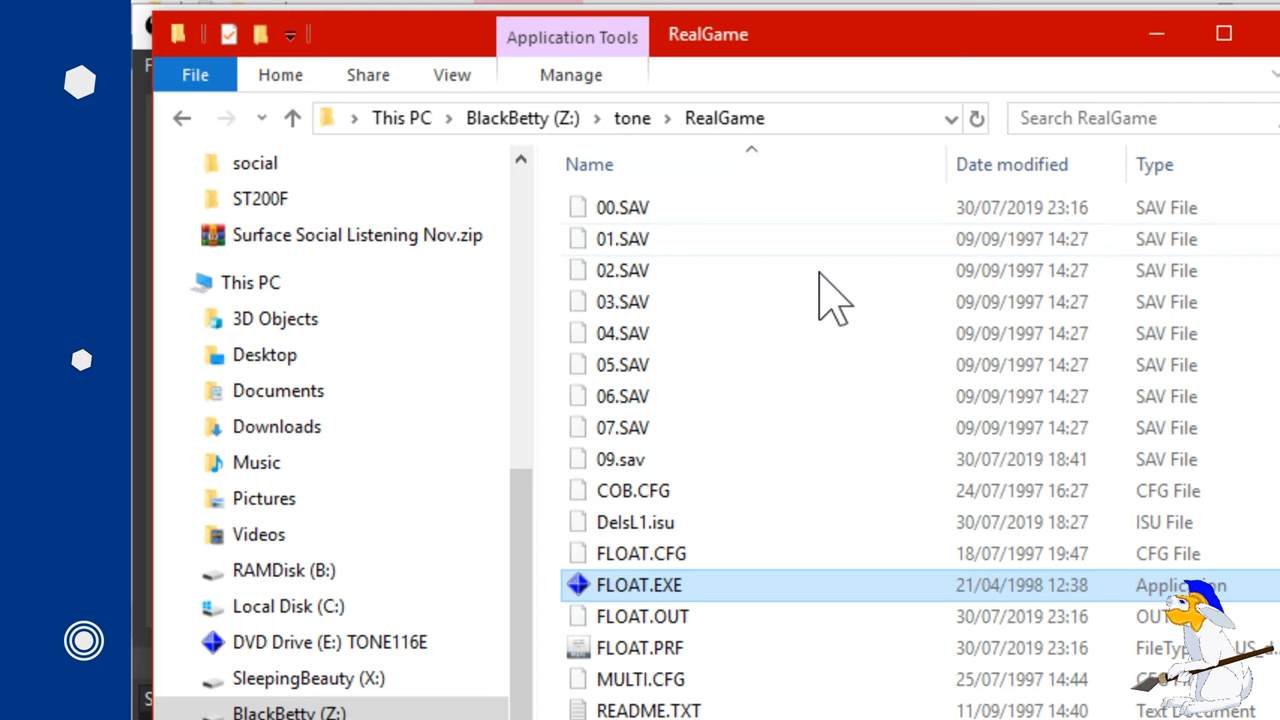 Application Tools
RealGame
File
Home
Share
View
Manage
This PC
BlackBetty (Z:)
tone
RealGame
Search RealGame
Name
Date modified
Type
social
ST200F
Surface Social Listening Nov.zip
This PC
3D Objects
Desktop
Documents
Downloads
Music
Pictures
Videos
RAMDisk (B:)
Local Disk (C:)
DVD Drive (E:) TONE116E
SleepingBeauty (X:)
BlackBetty (Z:)
00.SAV 30/07/2019 23:16 SAV File
01.SAV 09/09/1997 14:27 SAV File
02.SAV 09/09/1997 14:27 SAV File
03.SAV 09/09/1997 14:27 SAV File
04.SAV 09/09/1997 14:27 SAV File
05.SAV 09/09/1997 14:27 SAV File
06.SAV 09/09/1997 14:27 SAV File
07.SAV 09/09/1997 14:27 SAV File
09.sav 30/07/2019 18:41 SAV File
COB.CFG 24/07/1997 16:27 CFG File
DelsL1.isu 30/07/2019 18:27 ISU File
FLOAT.CFG 18/07/1997 19:47 CFG File
FLOAT.EXE 21/04/1998 12:38 Application
FLOAT.OUT 30/07/2019 23:16
FLOAT.PRF 30/07/2019 23:16
MULTI.CFG 25/07/1997 14:44
README.TXT 11/09/1997 14:40 Text Document